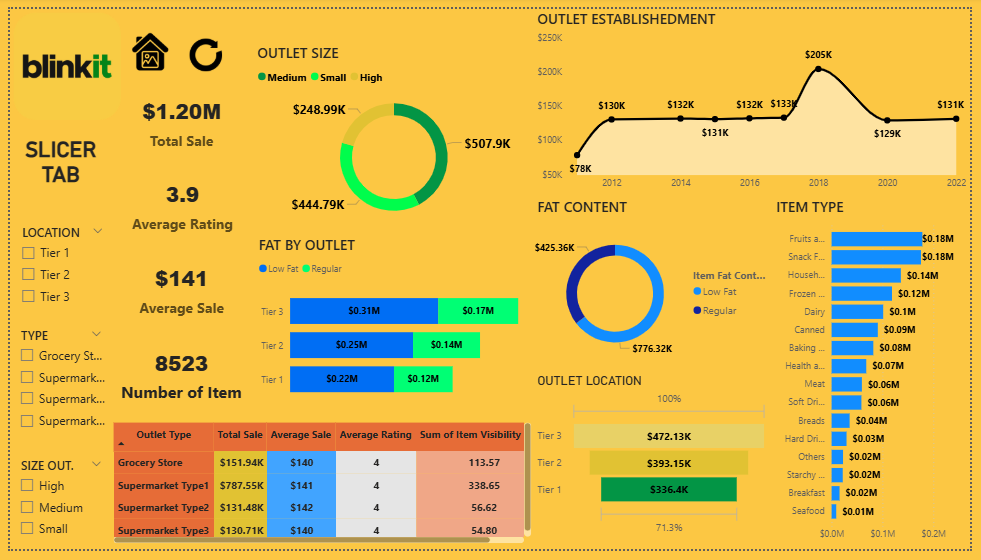 blinkit
SLICER
TAB
LOCATION
Tier 1
Tier 2
Tier 3
TYPE
Grocery St...
Supermark...
Supermark...
Supermark...
SIZE OUT.
High
Medium
Small
$1.20M
Total Sale
3.9
Average Rating
$141
Average Sale
8523
Number of Item
OUTLET SIZE
Medium Small High
$248.99K
$507.9K
$444.79K
FAT BY OUTLET
Low Fat Regular
Tier 3 $0.31M $0.17M
Tier 2 $0.25M $0.14M
Tier 1 $0.22M $0.12M
Outlet Type Total Sale Average Sale Average Rating Sum of Item Visibility
Grocery Store $151.94K $140 4 113.57
Supermarket Type1 $787.55K $141 4 338.65
Supermarket Type2 $131.48K $142 4 56.62
Supermarket Type3 $130.71K $140 4 54.80
OUTLET ESTABLISHEDMENT
$250K
$200K
$150K
$100K
$50K
$78K
$130K
$132K
$131K
$132K
$133K
$205K
$129K
$131K
2012 2014 2016 2017 2018 2020 2022
FAT CONTENT
$425.36K
$776.32K
Item Fat Cont...
Low Fat
Regular
OUTLET LOCATION
100%
Tier 3 $472.13K
Tier 2 $393.15K
Tier 1 $336.4K
71.3%
ITEM TYPE
Fruits a... $0.18M
Snack F... $0.18M
Househ... $0.14M
Frozen ... $0.12M
Dairy $0.1M
Canned $0.09M
Baking ... $0.08M
Health a... $0.07M
Meat $0.06M
Soft Dri... $0.06M
Breads $0.04M
Hard Dri... $0.03M
Others $0.02M
Starchy ... $0.02M
Breakfast $0.02M
Seafood $0.01M
$0.0M $0.1M $0.2M